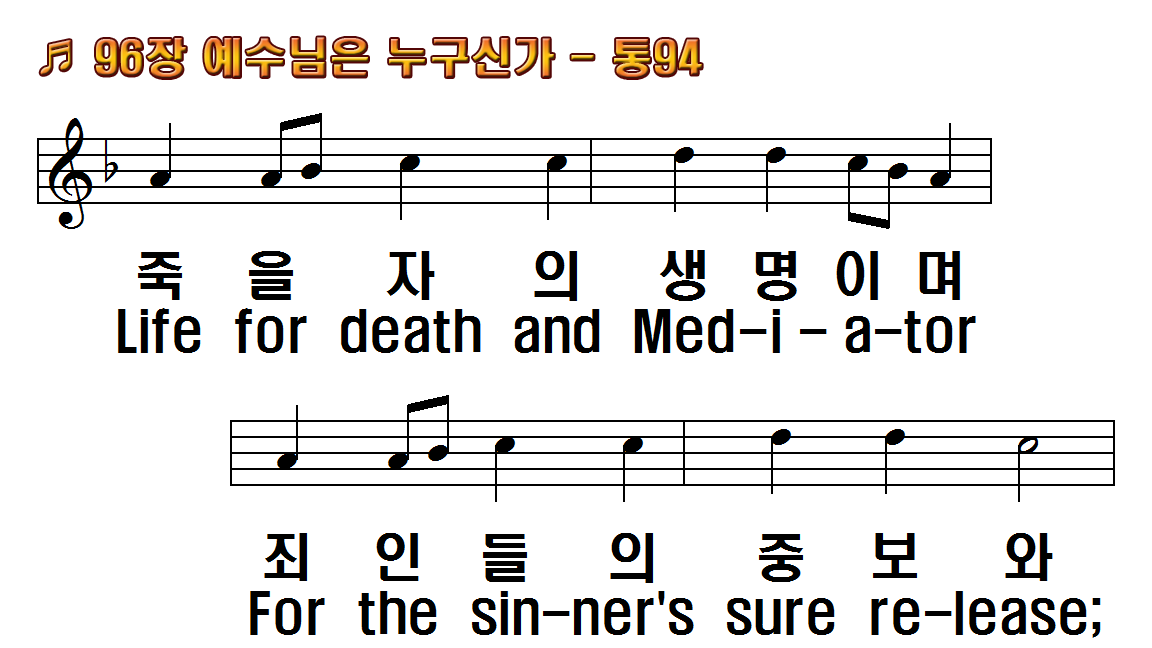 ♬ 96장 예수님은 누구신가 - 통94
죽 을 자 의 생 명 이 며
Life for death and Med-i-a-tor
죄 인 들 의 중 보 와
For the sin-ner's sure re-lease;